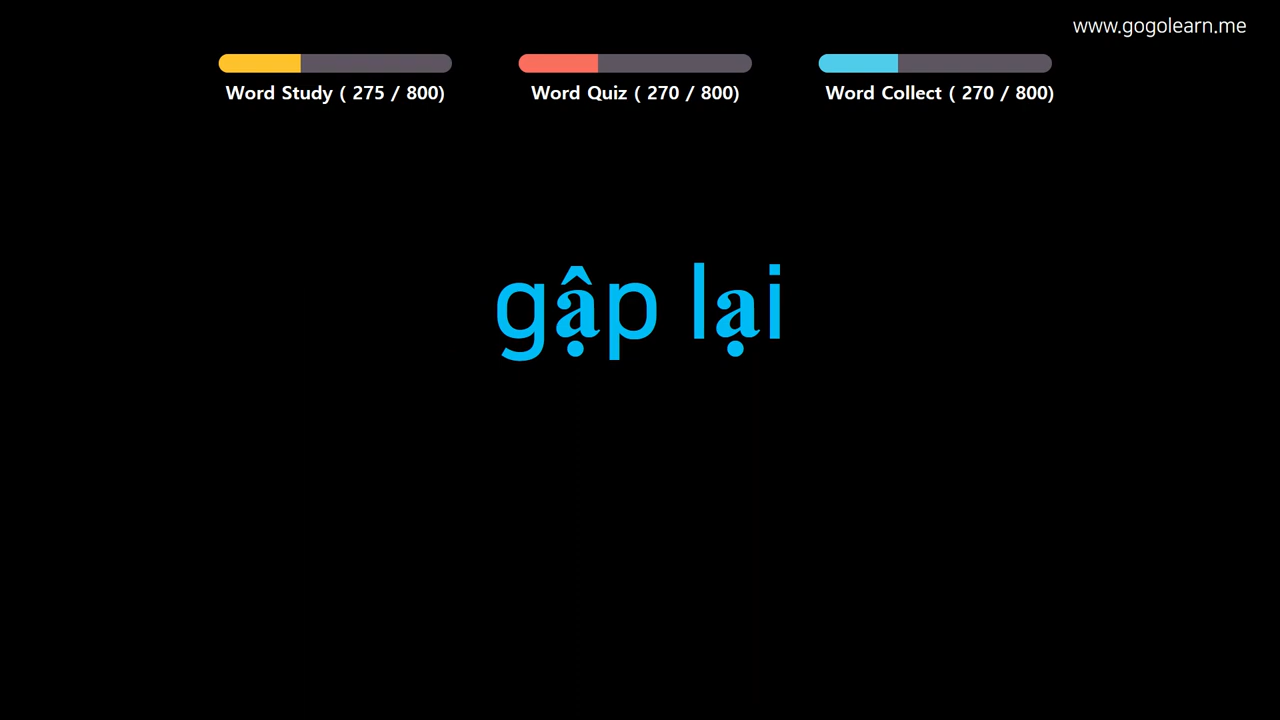 www.gogolearn.me
Word Study ( 275 / 800)
Word Quiz ( 270 / 800)
Word Collect ( 270 / 800)
gập lại